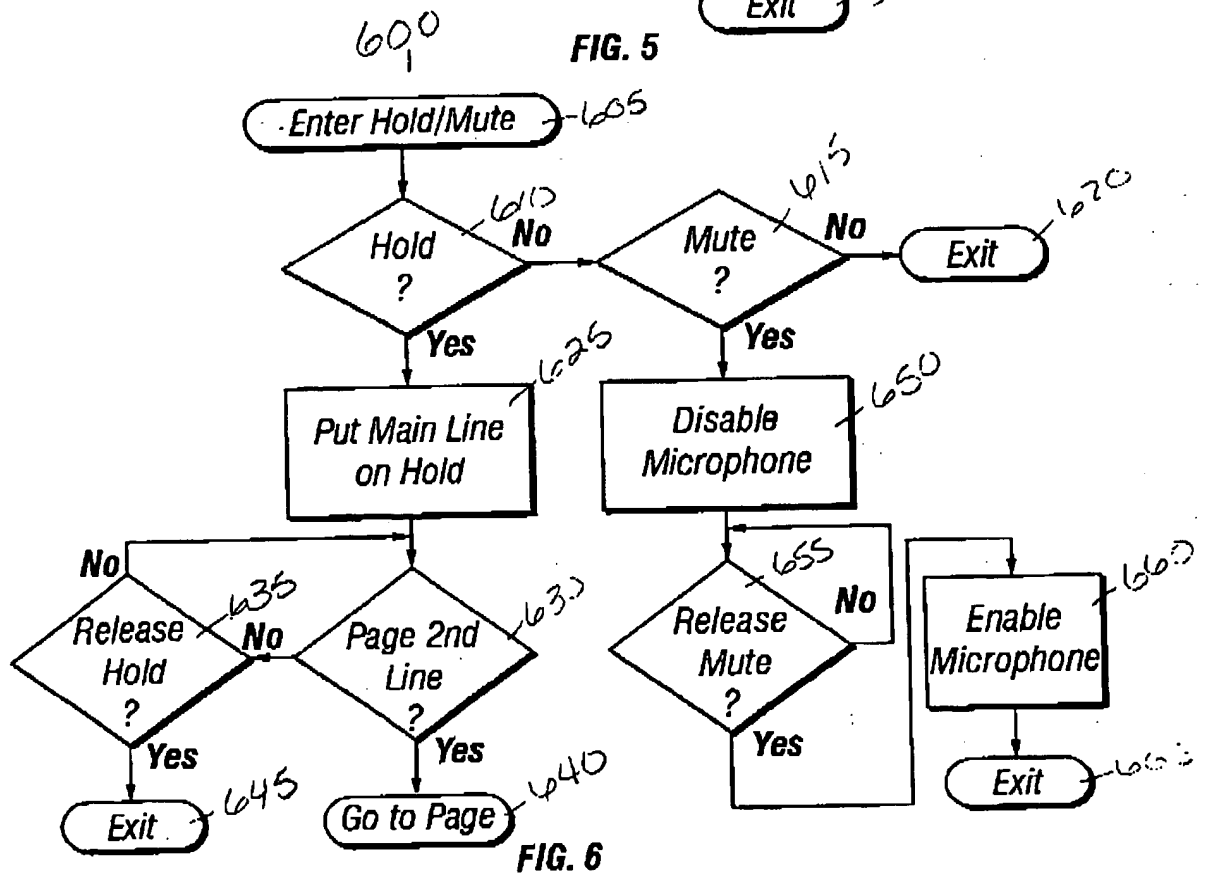 Exit
FIG. 5
600
Enter Hold/Mute
605
Hold
?
610
No
Yes
Mute
?
615
No
Yes
Exit
620
Put Main Line
on Hold
625
Disable
Microphone
650
No
Release
Hold
?
635
No
Yes
Page 2nd
Line
?
630
Yes
Release
Mute
?
655
No
Yes
Enable
Microphone
660
Exit
645
Go to Page
640
Exit
FIG. 6